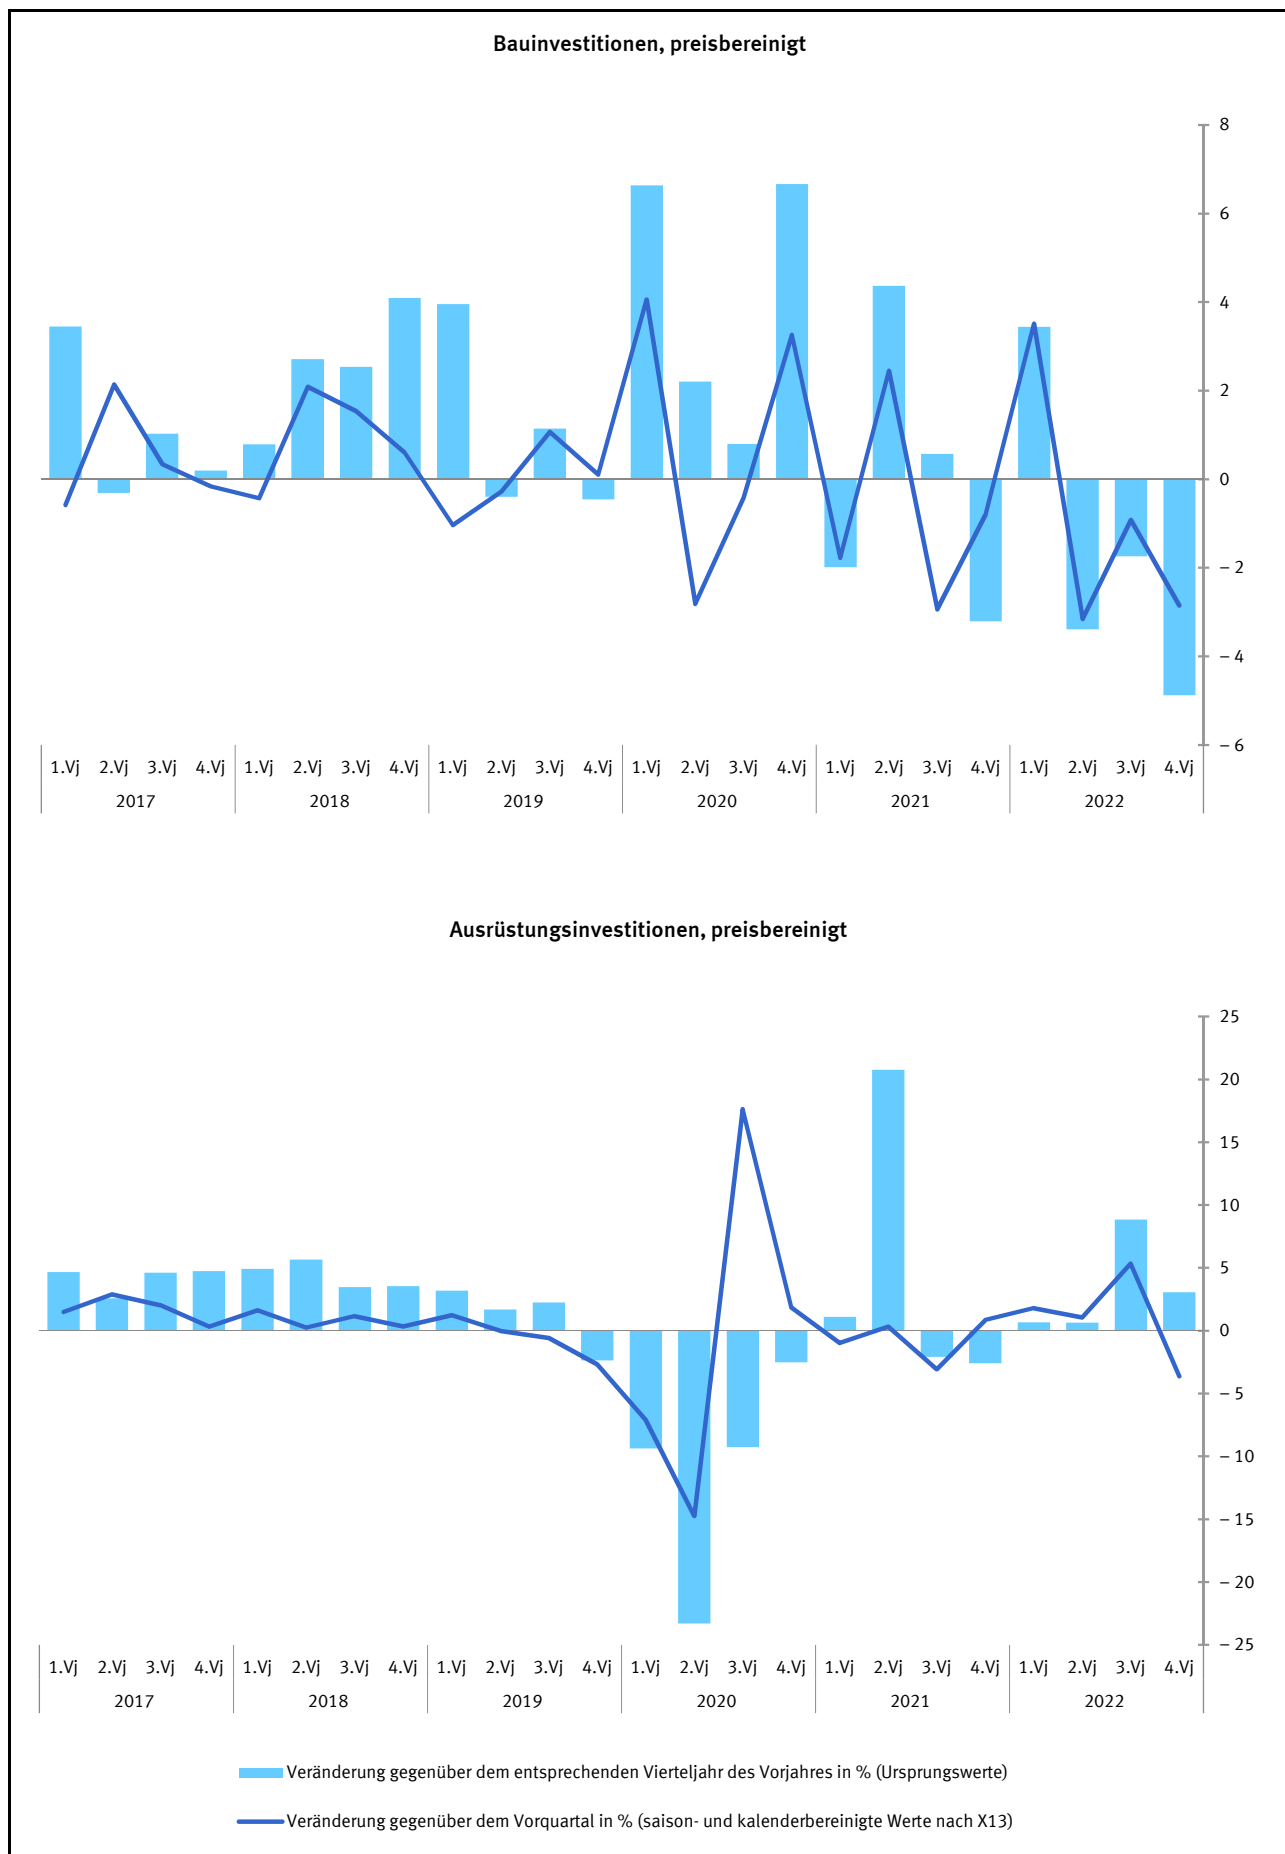 Bauinvestitionen, preisbereinigt
8
6
4
2
0
– 2
– 4
– 6
1.Vj 2.Vj 3.Vj 4.Vj 1.Vj 2.Vj 3.Vj 4.Vj 1.Vj 2.Vj 3.Vj 4.Vj 1.Vj 2.Vj 3.Vj 4.Vj 1.Vj 2.Vj 3.Vj 4.Vj 1.Vj 2.Vj 3.Vj 4.Vj
2017 2018 2019 2020 2021 2022
Ausrüstungsinvestitionen, preisbereinigt
25
20
15
10
5
0
– 5
– 10
– 15
– 20
– 25
1.Vj 2.Vj 3.Vj 4.Vj 1.Vj 2.Vj 3.Vj 4.Vj 1.Vj 2.Vj 3.Vj 4.Vj 1.Vj 2.Vj 3.Vj 4.Vj 1.Vj 2.Vj 3.Vj 4.Vj 1.Vj 2.Vj 3.Vj 4.Vj
2017 2018 2019 2020 2021 2022
Veränderung gegenüber dem entsprechenden Vierteljahr des Vorjahres in % (Ursprungswerte)
Veränderung gegenüber dem Vorquartal in % (saison- und kalenderbereinigte Werte nach X13)